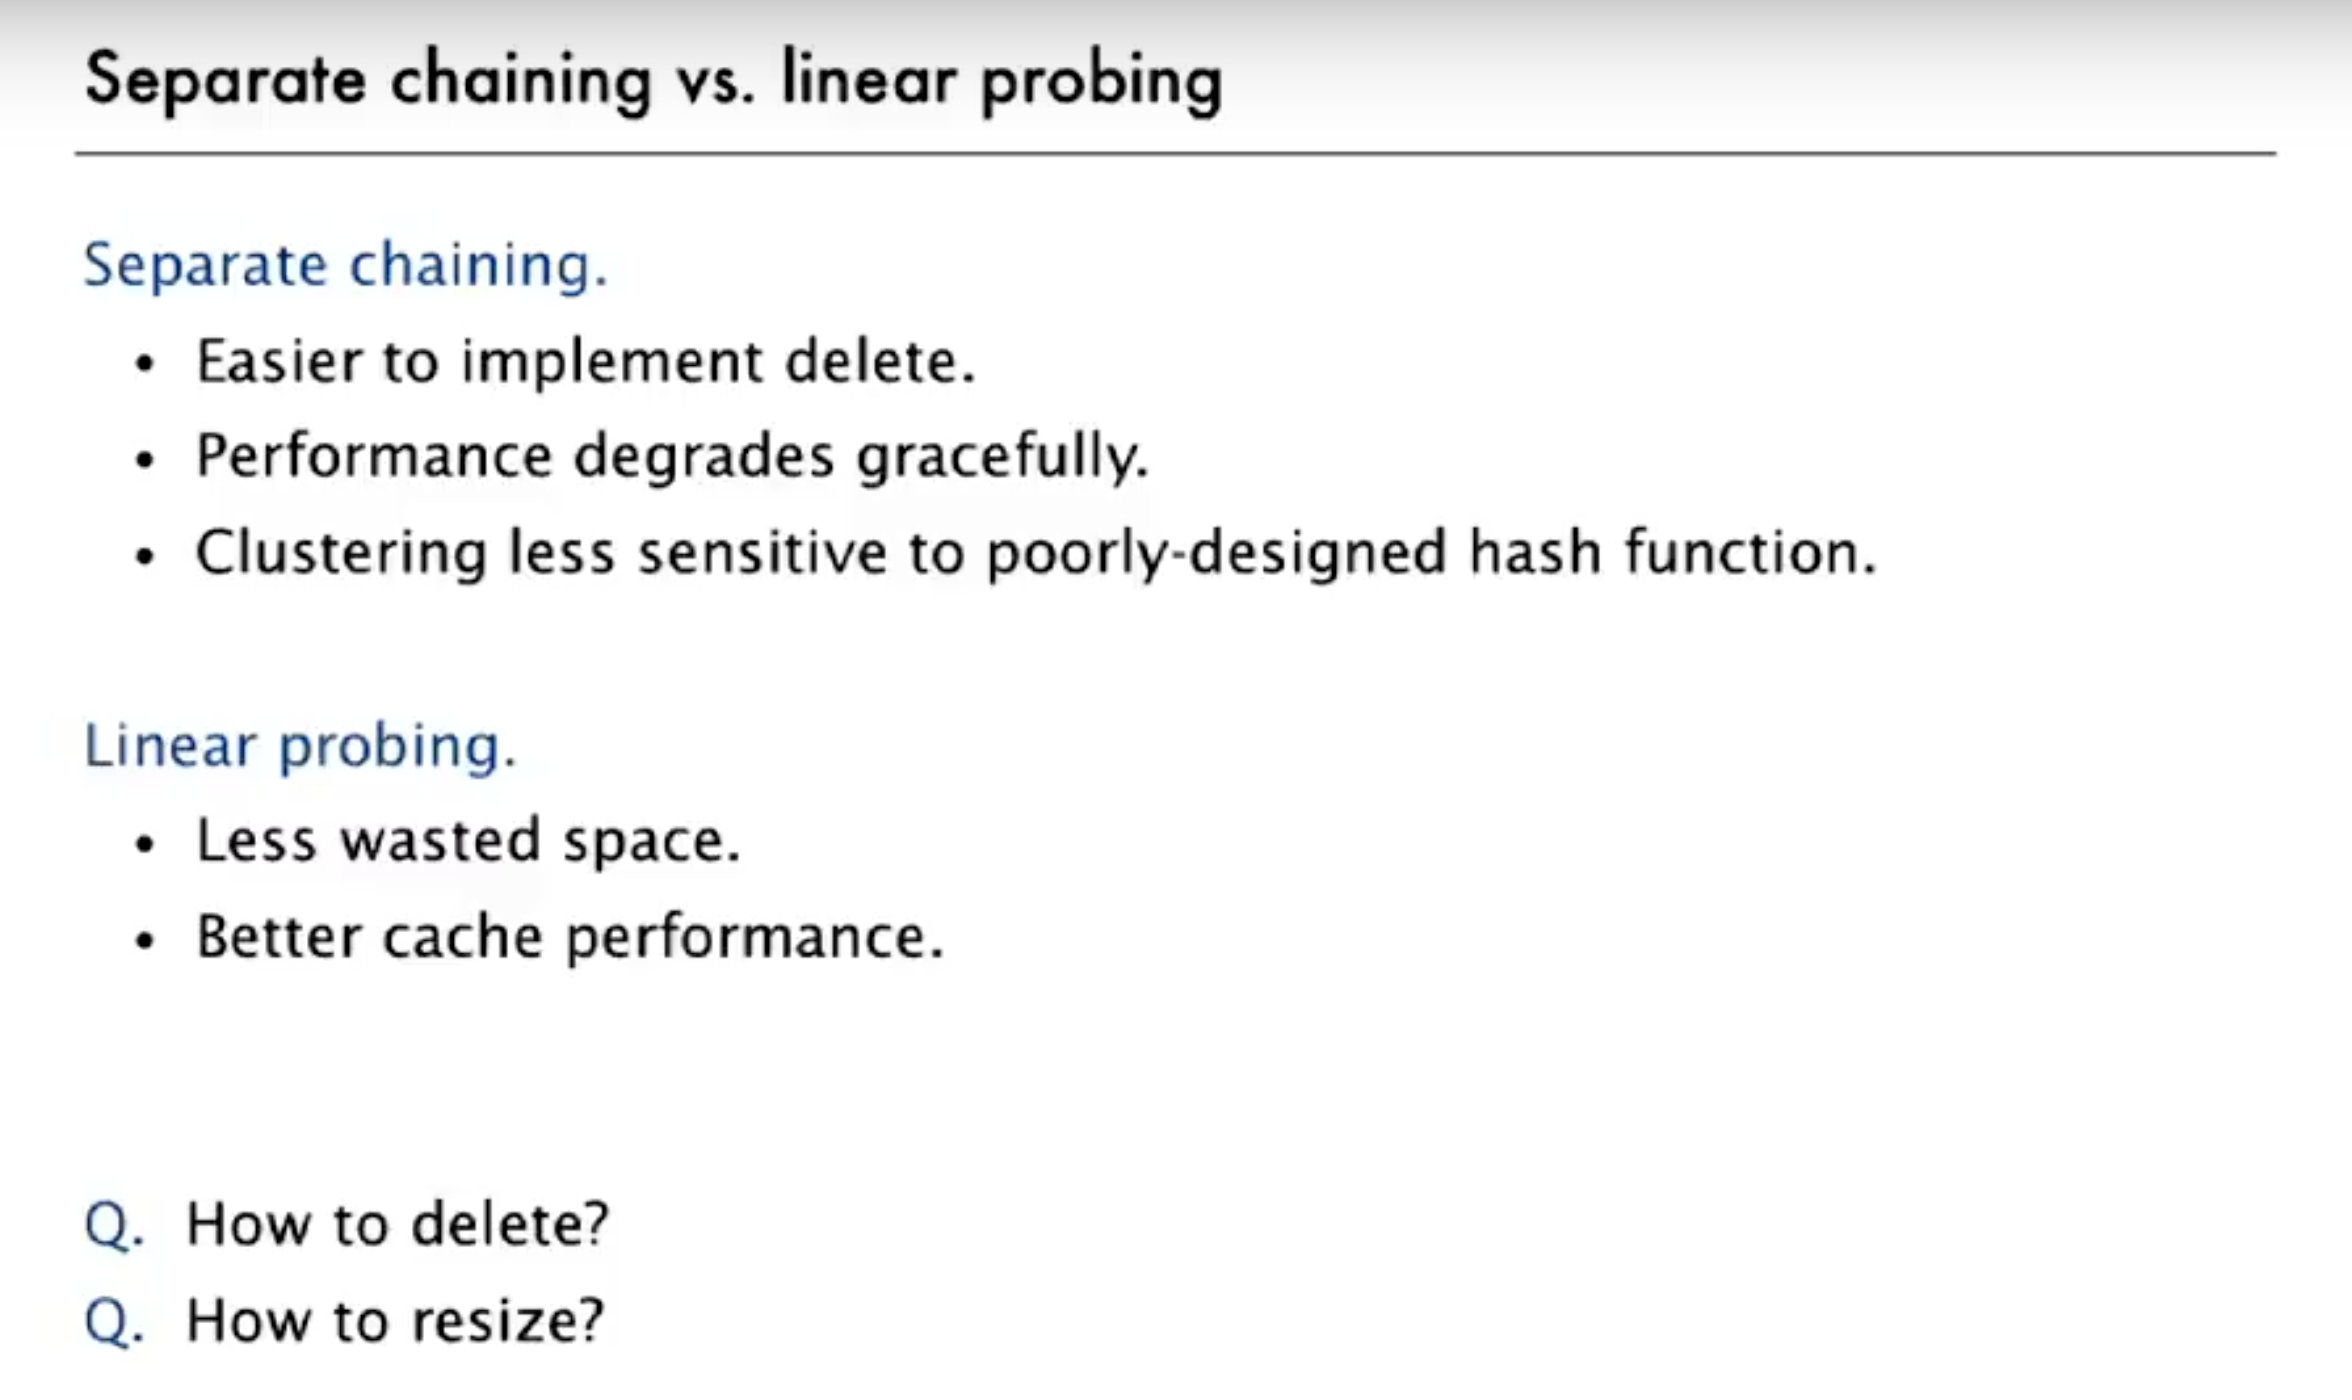 Separate chaining vs. linear probing
Separate chaining.
• Easier to implement delete.
• Performance degrades gracefully.
• Clustering less sensitive to poorly-designed hash function.
Linear probing.
• Less wasted space.
• Better cache performance.
Q. How to delete?
Q. How to resize?